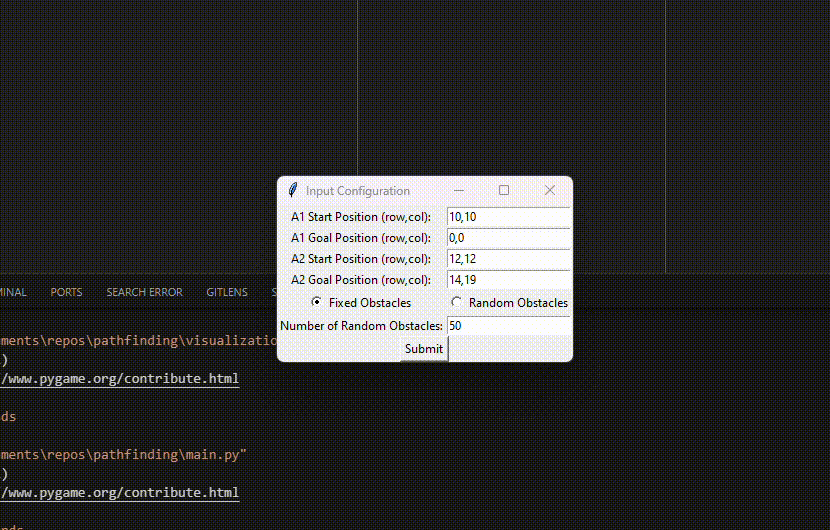 Input Configuration
A1 Start Position (row,col): 10,10
A1 Goal Position (row,col): 0,0
A2 Start Position (row,col): 12,12
A2 Goal Position (row,col): 14,19
Fixed Obstacles Random Obstacles
Number of Random Obstacles: 50
Submit
MINAL PORTS SEARCH ERROR GITLENS S
ments\repos\pathfinding\visualizatio
)
/www.pygame.org/contribute.html
nds
ments\repos\pathfinding\main.py"
)
/www.pygame.org/contribute.html
nds